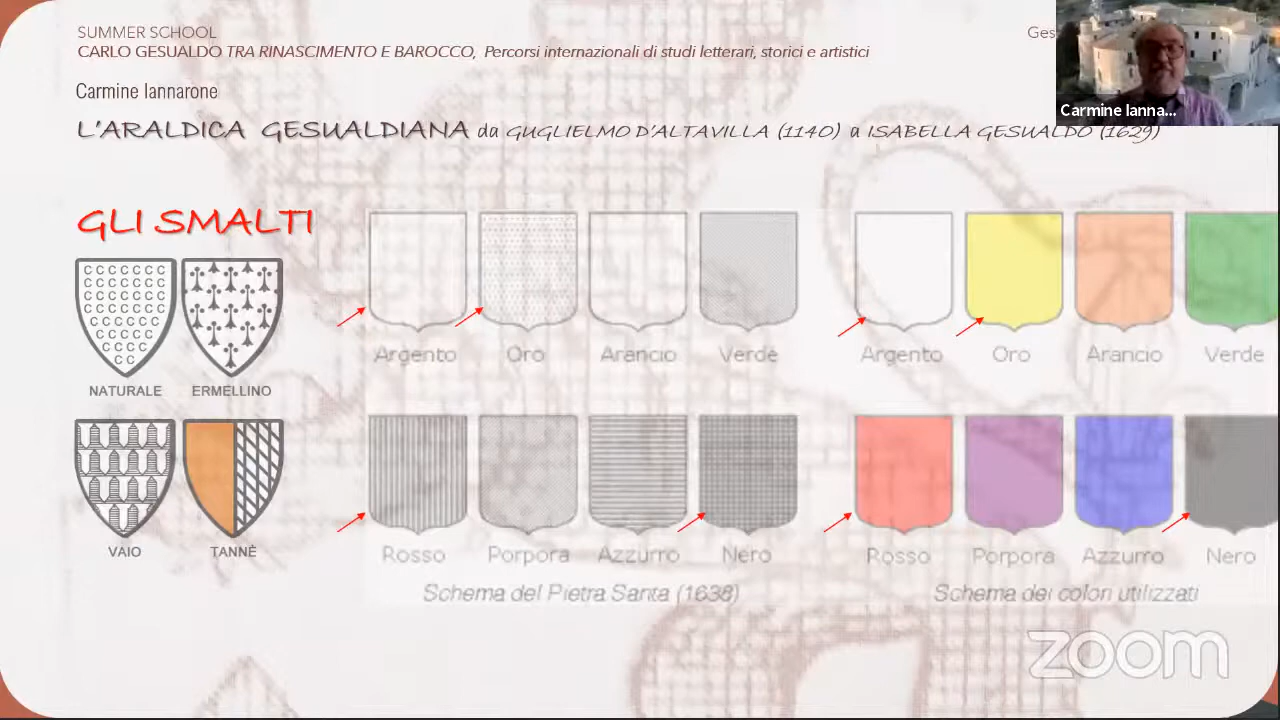 SUMMER SCHOOL
Ges
CARLO GESUALDO TRA RINASCIMENTO E BAROCCO, Percorsi internazionali di studi letterari, storici e artistici
Carmine Iannarone
Carmine Ianna...
L'ARALDICA GESUALDIANA da GUGLIELMO D'ALTAVILLA (1140) a ISABELLA GESUALDO (1629)
GLI SMALTI
C C C C C C C
C C C C C C C
C C C C C C C
C C C C C C C
C C C C C C
C C C C C
C C C C
C C
NATURALE ERMELLINO
Argento Oro Arancio Verde
Argento Oro Arancio Verde
VAIO TANNÉ
Rosso Porpora Azzurro Nero
Rosso Porpora Azzurro Nero
Schema del Pietra Santa (1638)
Schema dei colori utilizzati
zoom